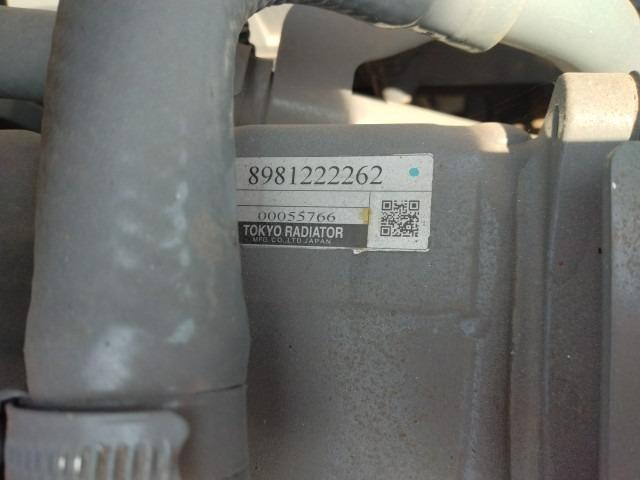 8981222262
00055766
TOKYO RADIATOR
MFG. CO., LTD. JAPAN